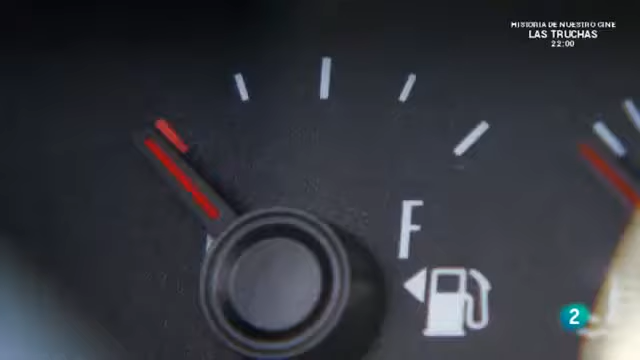 HISTORIA DE NUESTRO CINE
LAS TRUCHAS
22:00
F
2